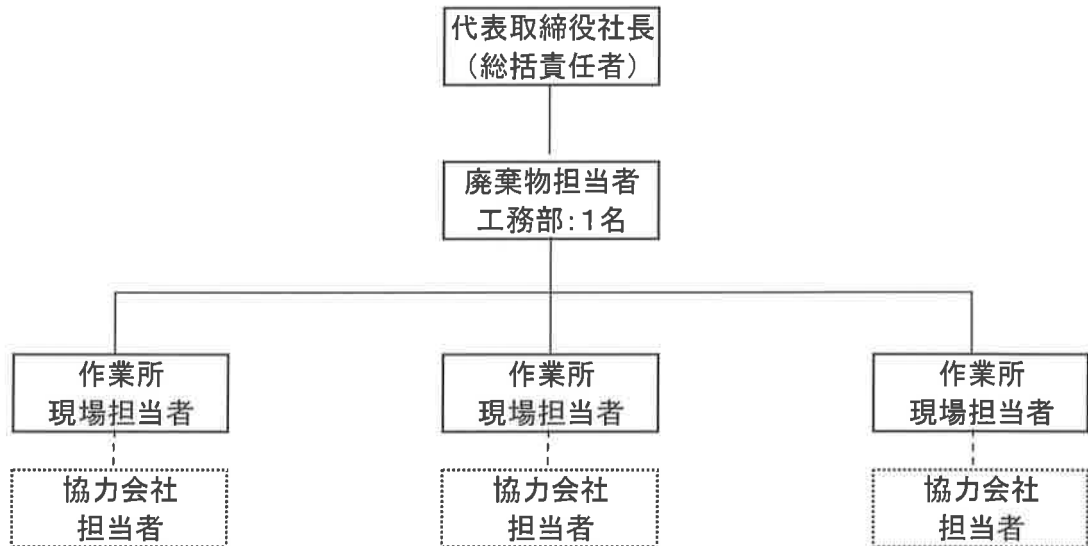 代表取締役社長
(総括責任者)
廃棄物担当者
工務部:1名
作業所
現場担当者
作業所
現場担当者
作業所
現場担当者
協力会社
担当者
協力会社
担当者
協力会社
担当者